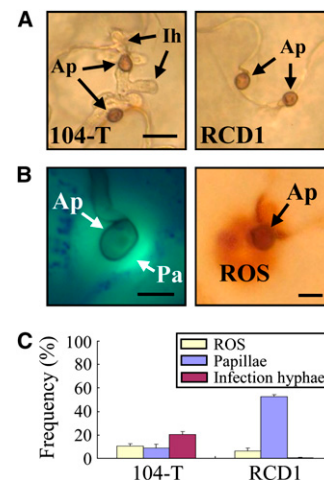 A
Ap
Ih
104-T
Ap
RCD1
B
Ap
Pa
Ap
ROS
C
Frequency (%)
100
80
60
40
20
0
ROS
Papillae
Infection hyphae
104-T
RCD1